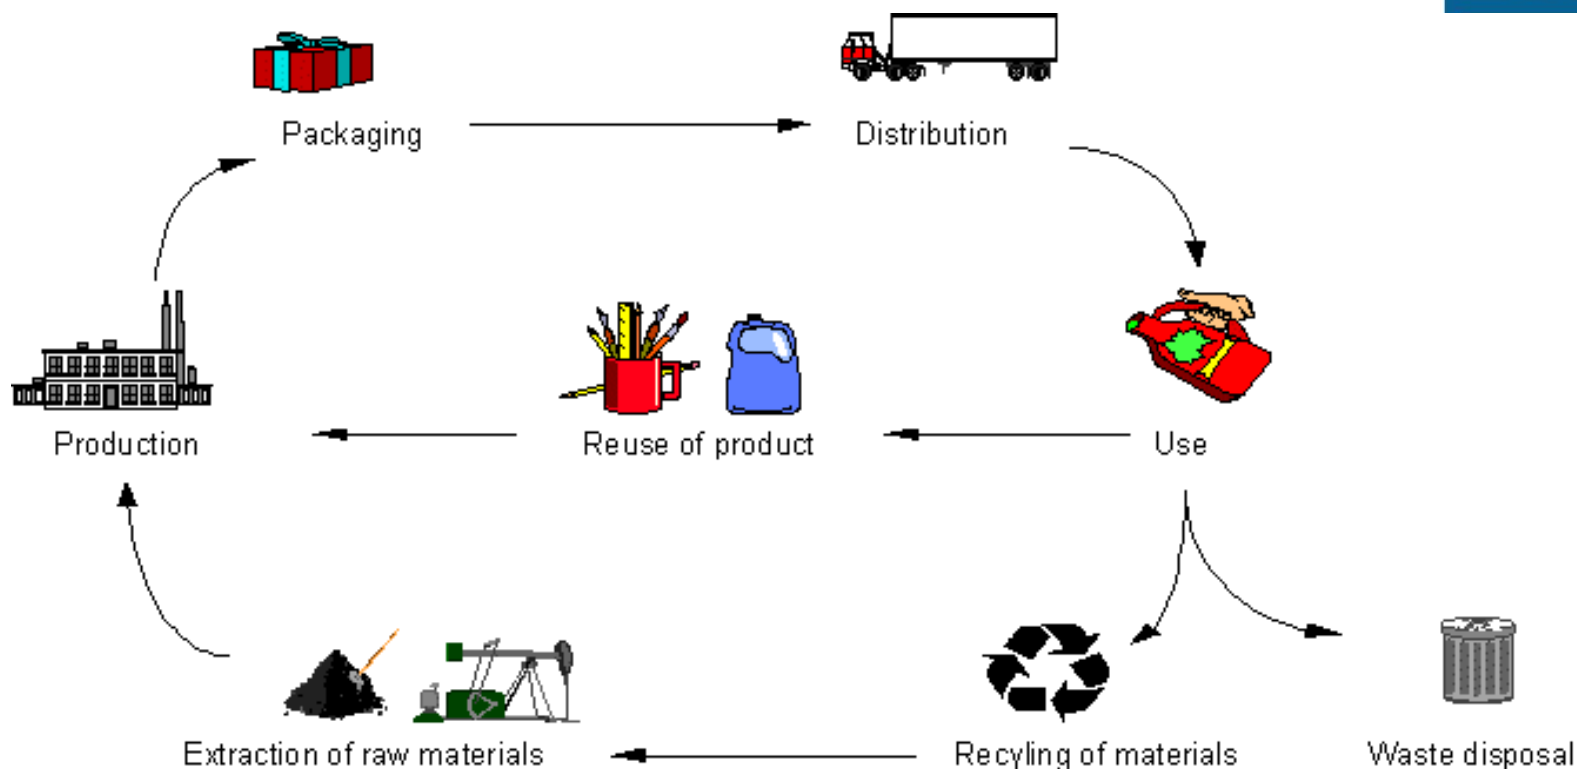 Packaging
Distribution
Production
Reuse of product
Use
Extraction of raw materials
Recyling of materials
Waste disposal